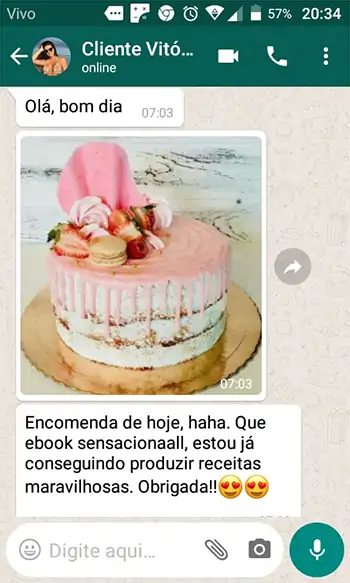 Vivo 57% 20:34
Cliente Vitó...
online
Olá, bom dia 07:03
07:03
Encomenda de hoje, haha. Que
ebook sensacionaall, estou já
conseguindo produzir receitas
maravilhosas. Obrigada!!😍😍
Digite aqui...